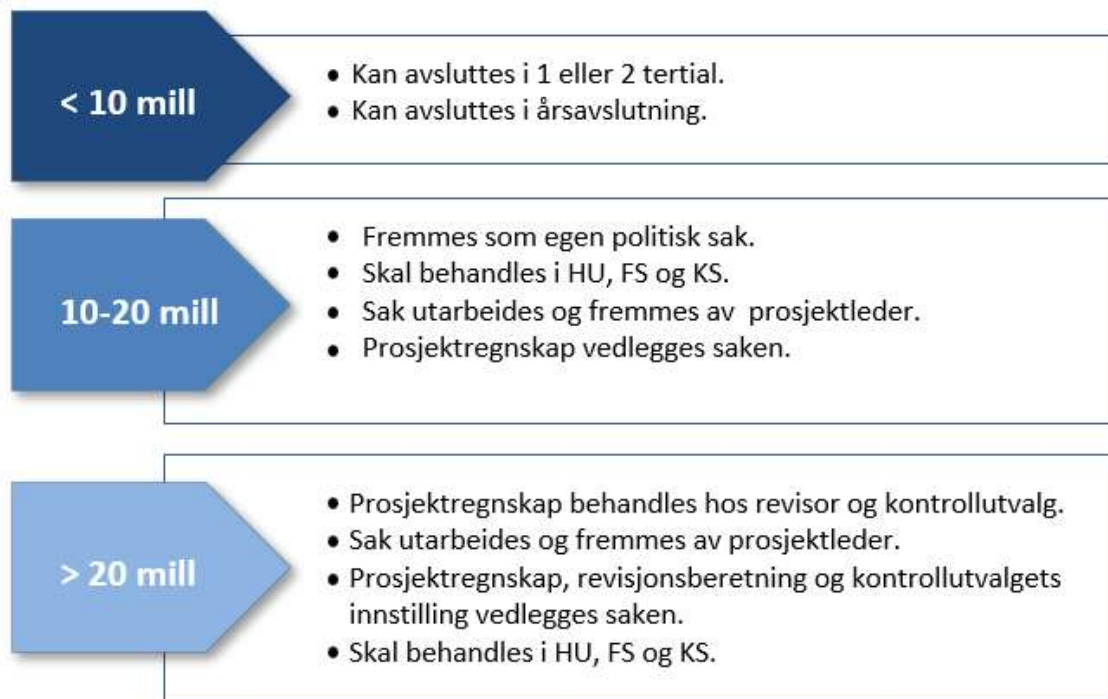 < 10 mill
• Kan avsluttes i 1 eller 2 tertial.
• Kan avsluttes i årsavslutning.
10-20 mill
• Fremmes som egen politisk sak.
• Skal behandles i HU, FS og KS.
• Sak utarbeides og fremmes av prosjektleder.
• Prosjektregnskap vedlegges saken.
> 20 mill
• Prosjektregnskap behandles hos revisor og kontrollutvalg.
• Sak utarbeides og fremmes av prosjektleder.
• Prosjektregnskap, revisjonsberetning og kontrollutvalgets
innstilling vedlegges saken.
• Skal behandles i HU, FS og KS.